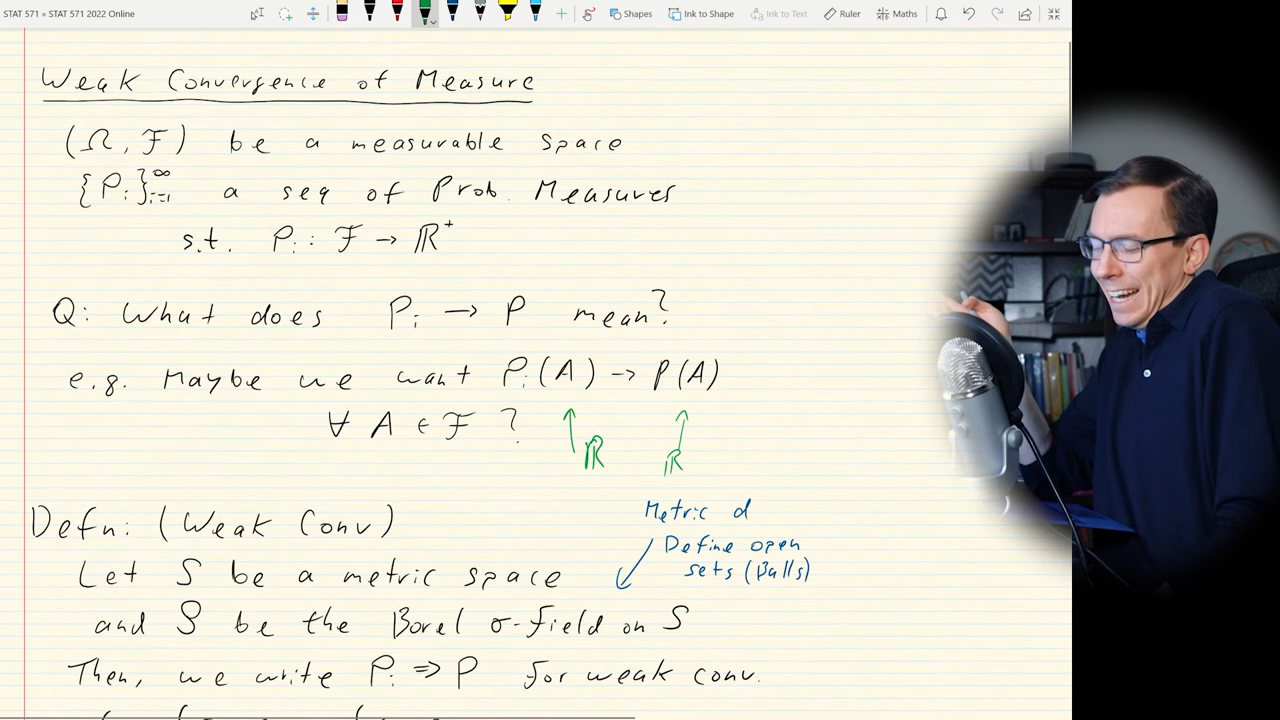 STAT 571 » STAT 571 2022 Online
Shapes Ink to Shape Ink to Text Ruler Maths
Weak Convergence of Measure
(Ω, ℱ) be a measurable space
{Pᵢ}ᵢ₌₁^∞ a seq of Prob. Measures
s.t. Pᵢ : ℱ → ℝ⁺
Q: What does Pᵢ → P mean?
e.g. Maybe we want Pᵢ(A) → P(A)
∀ A ∈ ℱ ?
ℝ ℝ
Defn: (Weak Conv)
Metric d
Define open
sets (Balls)
Let S be a metric space
and 𝒮 be the Borel σ-field on S
Then, we write Pᵢ ⇒ P for weak conv.